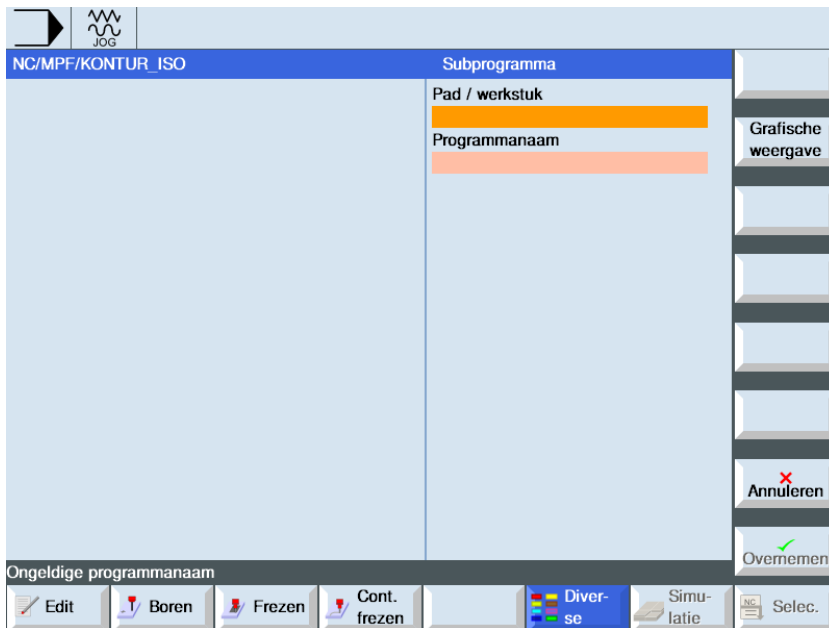 JOG
NC/MPF/KONTUR_ISO
Subprogramma
Pad / werkstuk
Programmanaam
Grafische
weergave
Annuleren
Overnemen
Ongeldige programmanaam
Edit
Boren
Frezen
Cont.
frezen
Diver-
se
Simu-
latie
NC
Selec.